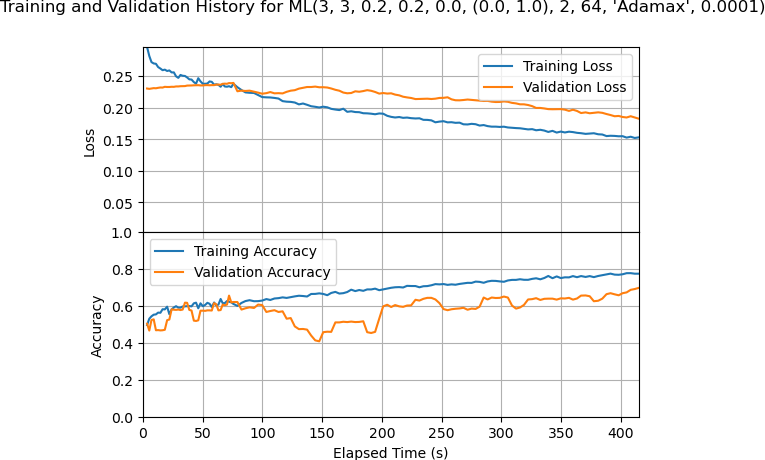 Training and Validation History for ML(3, 3, 0.2, 0.2, 0.0, (0.0, 1.0), 2, 64, 'Adamax', 0.0001)
0.25
0.20
0.15
0.10
0.05
Loss
Training Loss
Validation Loss
1.0
0.8
0.6
0.4
0.2
0.0
Accuracy
Training Accuracy
Validation Accuracy
0 50 100 150 200 250 300 350 400
Elapsed Time (s)